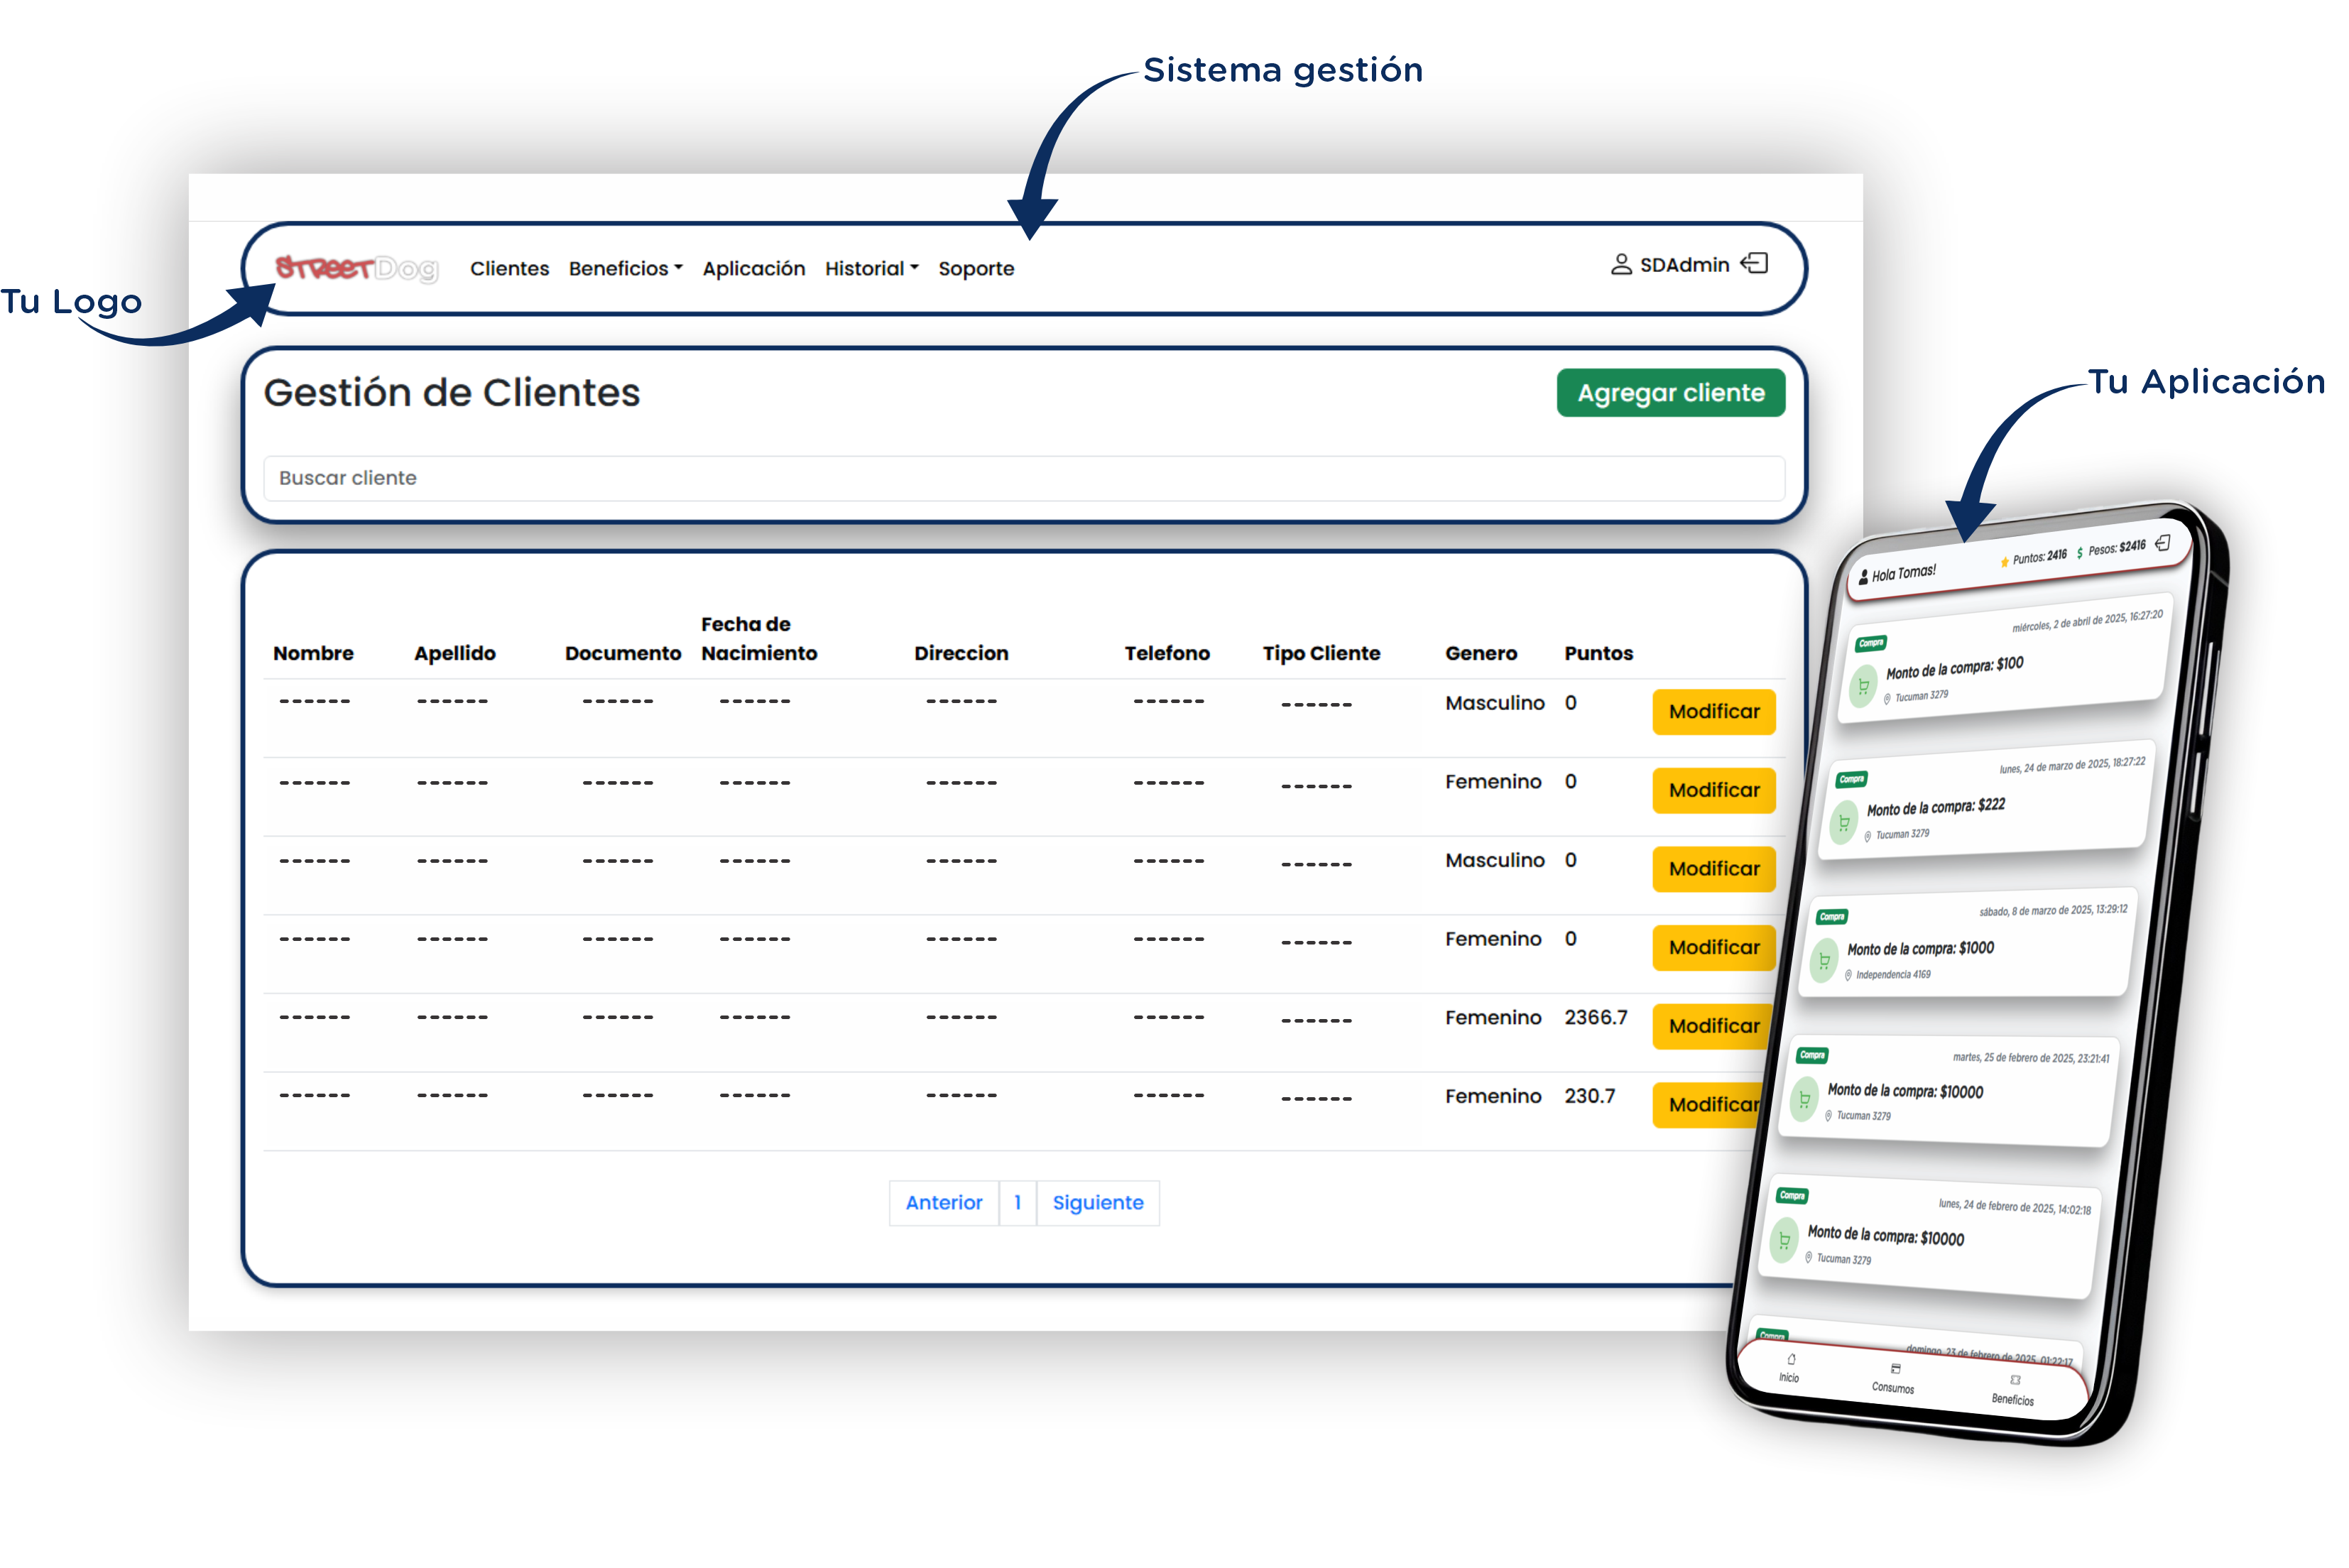 Sistema gestión
Tu Logo
STREETDog Clientes Beneficios Aplicación Historial Soporte SDAdmin
Gestión de Clientes Agregar cliente
Buscar cliente
Nombre Apellido Documento Fecha de Nacimiento Direccion Telefono Tipo Cliente Genero Puntos
------ ------ ------ ------ ------ ------ ------ Masculino 0 Modificar
------ ------ ------ ------ ------ ------ ------ Femenino 0 Modificar
------ ------ ------ ------ ------ ------ ------ Masculino 0 Modificar
------ ------ ------ ------ ------ ------ ------ Femenino 0 Modificar
------ ------ ------ ------ ------ ------ ------ Femenino 2366.7 Modificar
------ ------ ------ ------ ------ ------ ------ Femenino 230.7 Modificar
Anterior 1 Siguiente
Tu Aplicación
Hola Tomas! Puntos: 2416 $ Pesos: $2416
miércoles, 2 de abril de 2025, 16:27:20
Compra
Monto de la compra: $100
Tucuman 3279
lunes, 24 de marzo de 2025, 18:27:22
Compra
Monto de la compra: $222
Tucuman 3279
sábado, 8 de marzo de 2025, 13:29:12
Compra
Monto de la compra: $1000
Independencia 4169
martes, 25 de febrero de 2025, 23:21:41
Compra
Monto de la compra: $10000
Tucuman 3279
lunes, 24 de febrero de 2025, 14:02:18
Compra
Monto de la compra: $10000
Tucuman 3279
Compra
domingo, 23 de febrero de 2025, 01:22:17
Inicio Consumos Beneficios